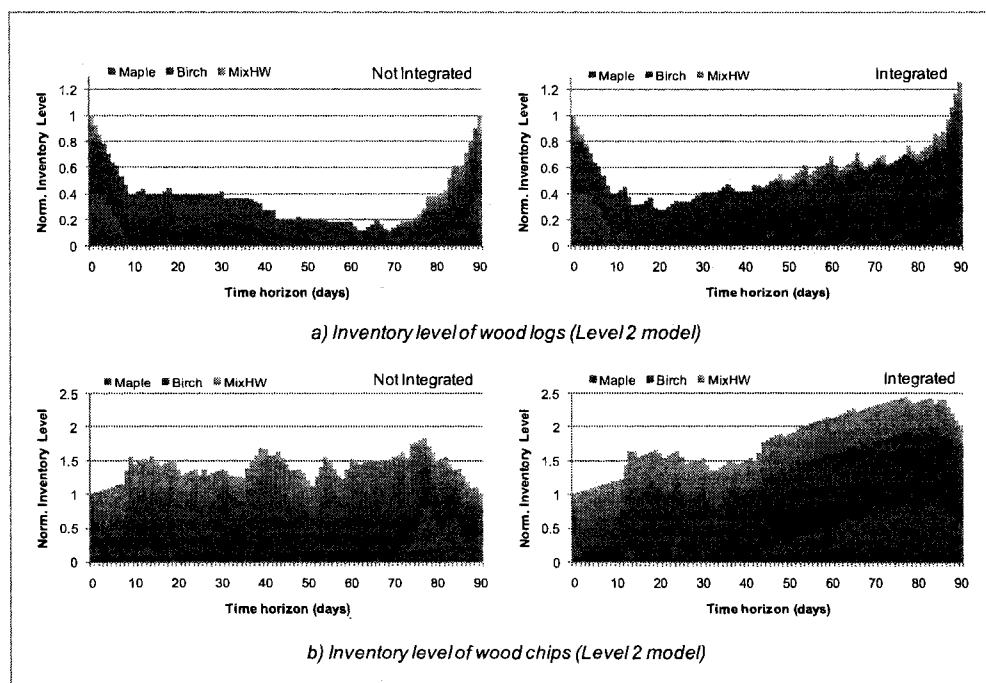 Maple Birch MixHW Not Integrated
Norm. Inventory Level
1.2
1
0.8
0.6
0.4
0.2
0
0 10 20 30 40 50 60 70 80 90
Time horizon (days)
Maple Birch MixHW Integrated
Norm. Inventory Level
1.2
1
0.8
0.6
0.4
0.2
0
0 10 20 30 40 50 60 70 80 90
Time horizon (days)
a) Inventory level of wood logs (Level 2 model)
Maple Birch MixHW Not Integrated
Norm. Inventory Level
2.5
2
1.5
1
0.5
0
0 10 20 30 40 50 60 70 80 90
Time horizon (days)
Maple Birch MixHW Integrated
Norm. Inventory Level
2.5
2
1.5
1
0.5
0
0 10 20 30 40 50 60 70 80 90
Time horizon (days)
b) Inventory level of wood chips (Level 2 model)